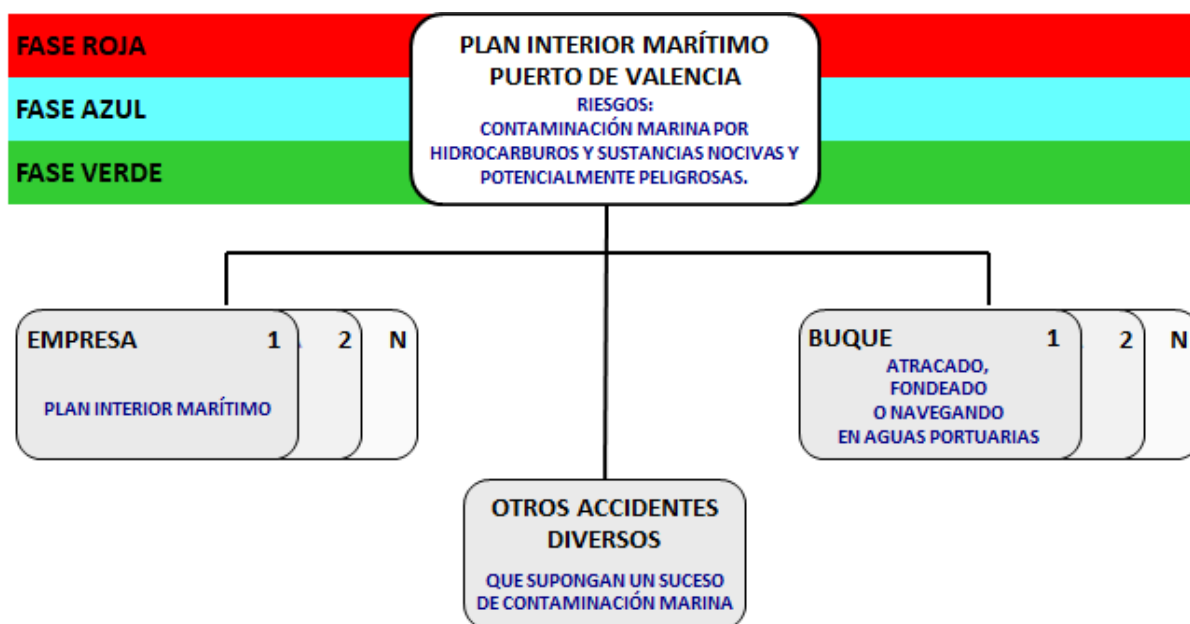 FASE ROJA
FASE AZUL
FASE VERDE
PLAN INTERIOR MARÍTIMO
PUERTO DE VALENCIA
RIESGOS:
CONTAMINACIÓN MARINA POR
HIDROCARBUROS Y SUSTANCIAS NOCIVAS Y
POTENCIALMENTE PELIGROSAS.
EMPRESA 1 2 N
PLAN INTERIOR MARÍTIMO
BUQUE 1 2 N
ATRACADO,
FONDEADO
O NAVEGANDO
EN AGUAS PORTUARIAS
OTROS ACCIDENTES
DIVERSOS
QUE SUPONGAN UN SUCESO
DE CONTAMINACIÓN MARINA